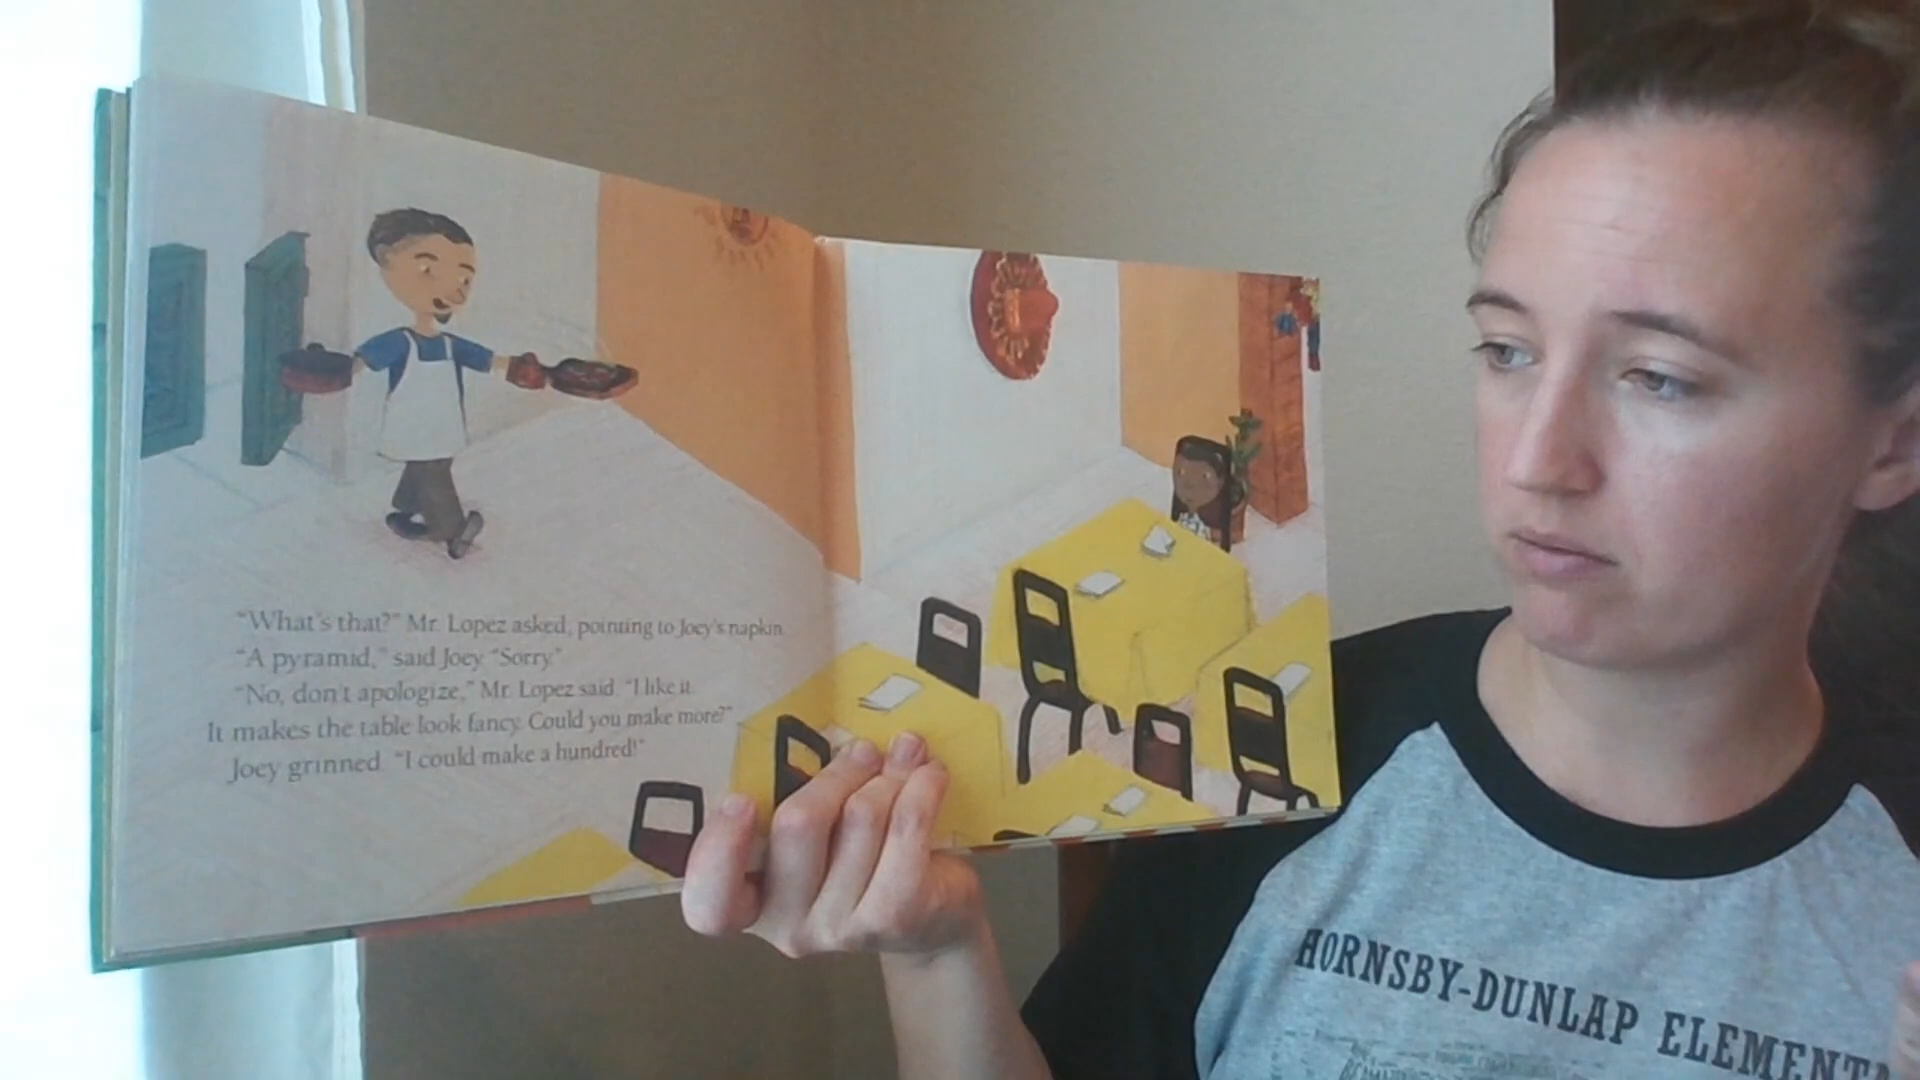 "What's that?" Mr. Lopez asked, pointing to Joey's napkin.
"A pyramid," said Joey. "Sorry."
"No, don't apologize," Mr. Lopez said. "I like it.
It makes the table look fancy. Could you make more?"
Joey grinned. "I could make a hundred!"
HORNSBY-DUNLAP ELEMENTA